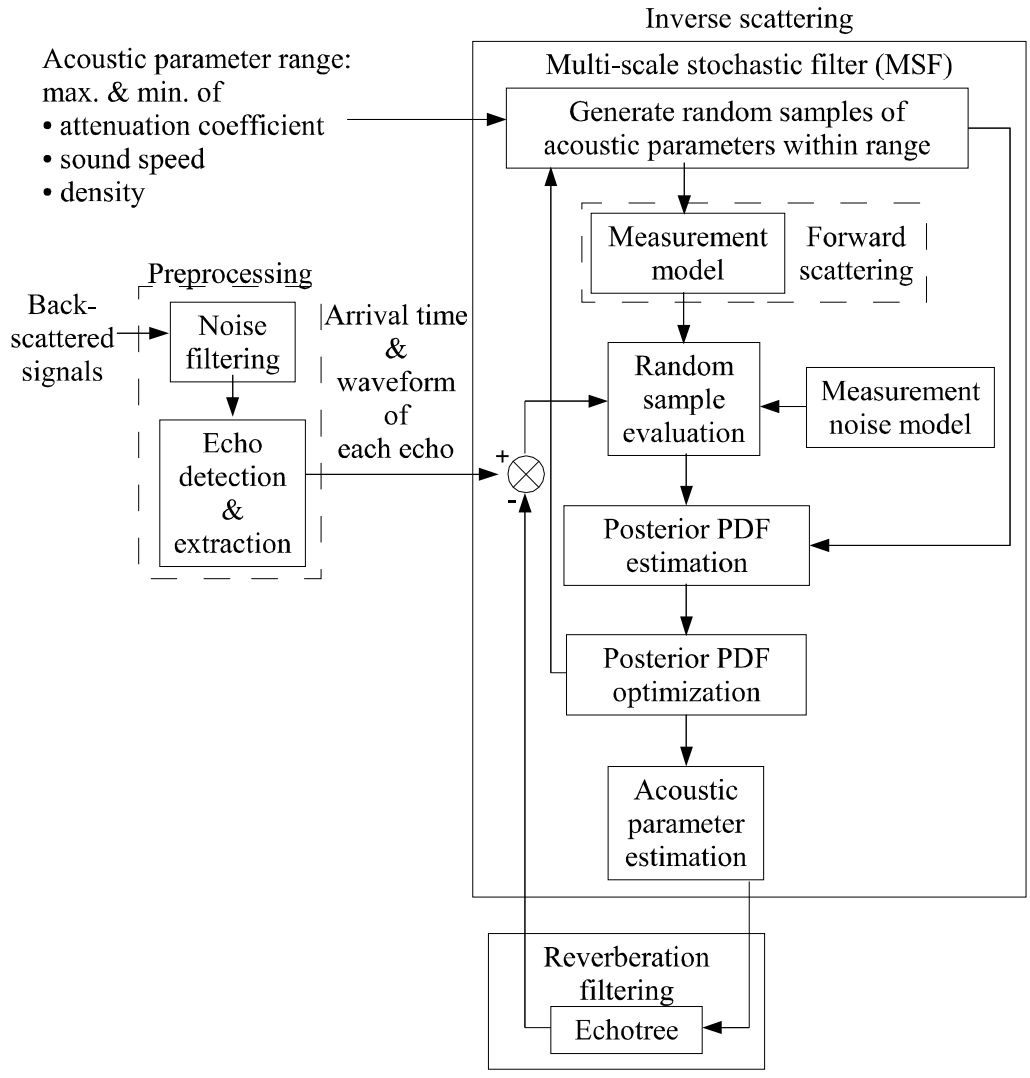 Inverse scattering
Acoustic parameter range:
max. & min. of
• attenuation coefficient
• sound speed
• density
Multi-scale stochastic filter (MSF)
Generate random samples of
acoustic parameters within range
Measurement
model
Forward
scattering
Preprocessing
Back-
scattered
signals
Noise
filtering
Arrival time
&
waveform
of
each echo
Random
sample
evaluation
Measurement
noise model
Echo
detection
&
extraction
+
-
Posterior PDF
estimation
Posterior PDF
optimization
Acoustic
parameter
estimation
Reverberation
filtering
Echotree